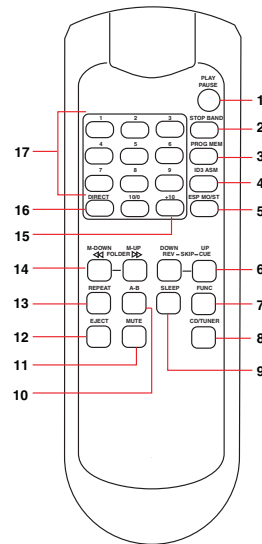 PLAY
PAUSE
1
1 2 3
STOP BAND
2
17
4 5 6
PROG MEM
3
7 8 9
ID3 ASM
4
16
DIRECT 10/0 +10
ESP MO/ST
5
15
M-DOWN M-UP DOWN UP
FOLDER REV - SKIP - CUE
14
6
REPEAT A-B SLEEP FUNC
13
7
EJECT MUTE CD/TUNER
12
8
11
9
10